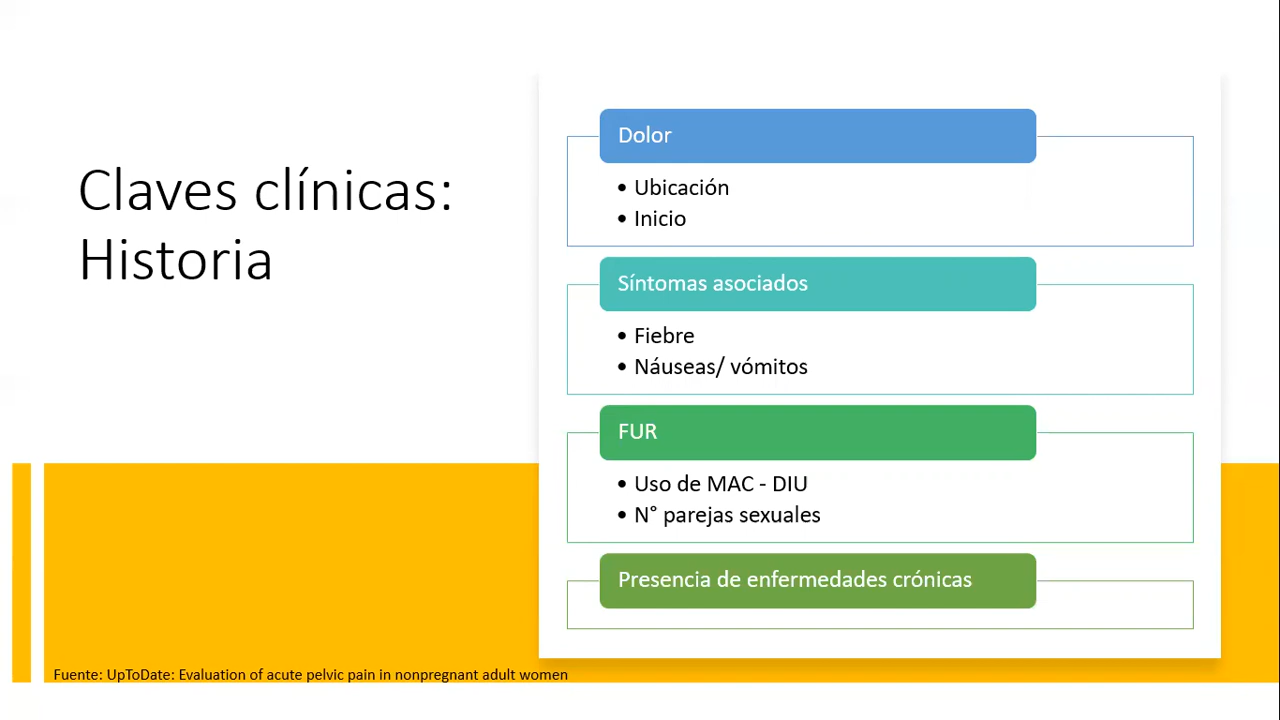 Claves clínicas:
Historia
Dolor
• Ubicación
• Inicio
Síntomas asociados
• Fiebre
• Náuseas/ vómitos
FUR
• Uso de MAC - DIU
• N° parejas sexuales
Presencia de enfermedades crónicas
Fuente: UpToDate: Evaluation of acute pelvic pain in nonpregnant adult women